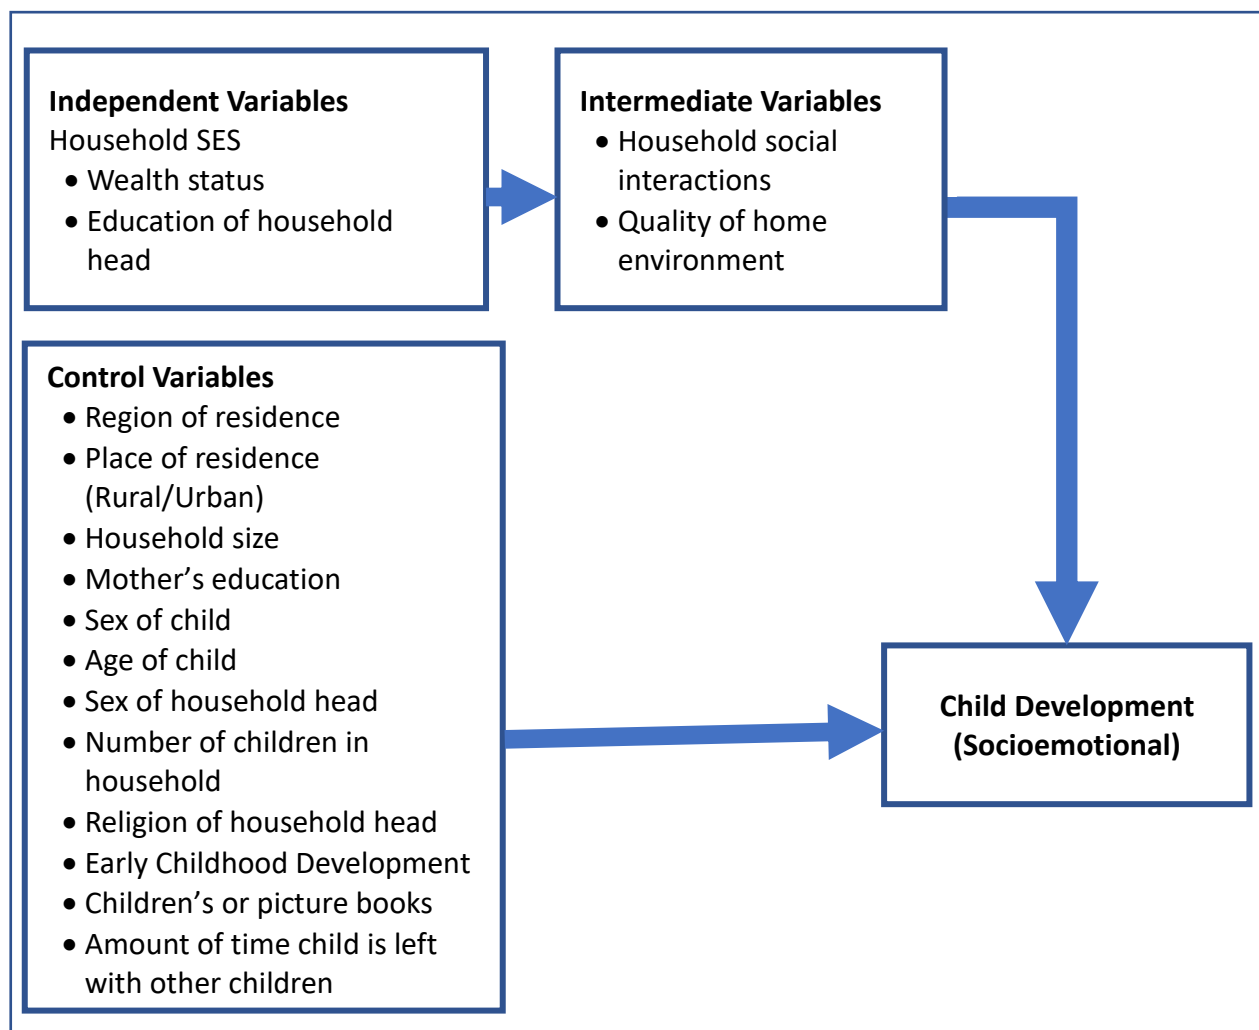 Independent Variables
Household SES
• Wealth status
• Education of household
head
Intermediate Variables
• Household social
interactions
• Quality of home
environment
Control Variables
• Region of residence
• Place of residence
(Rural/Urban)
• Household size
• Mother’s education
• Sex of child
• Age of child
• Sex of household head
• Number of children in
household
• Religion of household head
• Early Childhood Development
• Children’s or picture books
• Amount of time child is left
with other children
Child Development
(Socioemotional)